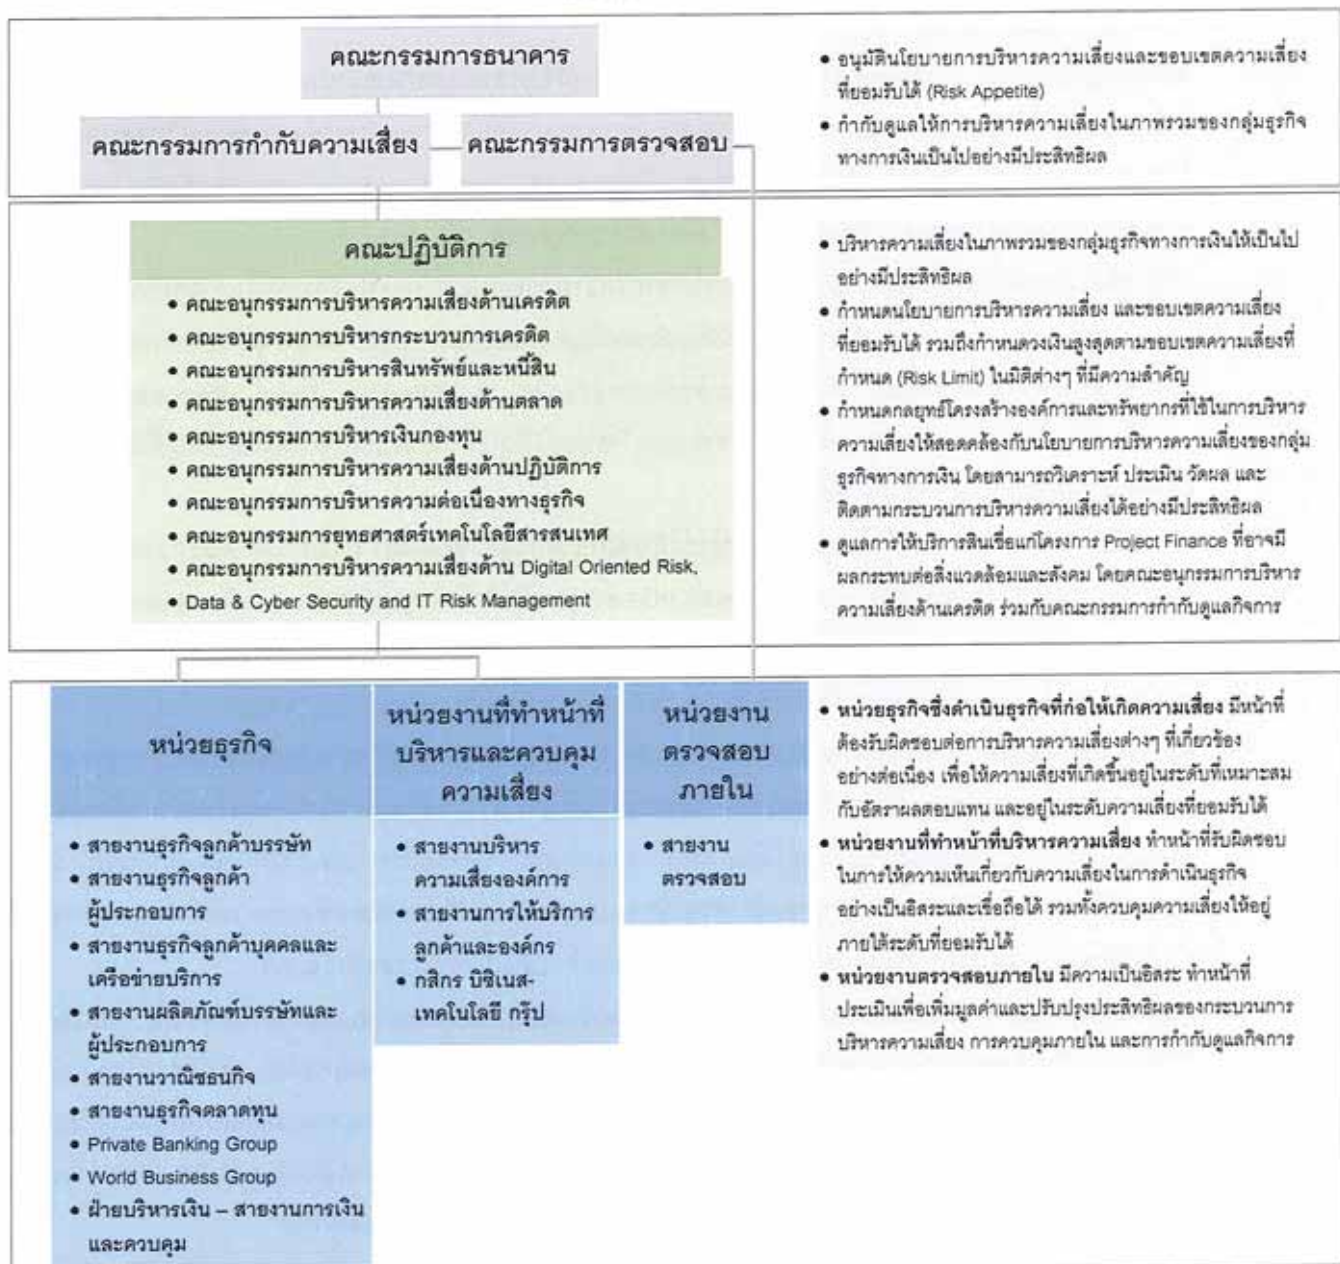 คณะกรรมการธนาคาร
คณะกรรมการกำกับความเสี่ยง
คณะกรรมการตรวจสอบ
• อนุมัตินโยบายการบริหารความเสี่ยงและขอบเขตความเสี่ยง
ที่ยอมรับได้ (Risk Appetite)
• กำกับดูแลให้การบริหารความเสี่ยงในภาพรวมของกลุ่มธุรกิจ
ทางการเงินเป็นไปอย่างมีประสิทธิผล
คณะปฏิบัติการ
• คณะอนุกรรมการบริหารความเสี่ยงด้านเครดิต
• คณะอนุกรรมการบริหารกระบวนการเครดิต
• คณะอนุกรรมการบริหารสินทรัพย์และหนี้สิน
• คณะอนุกรรมการบริหารความเสี่ยงด้านตลาด
• คณะอนุกรรมการบริหารเงินกองทุน
• คณะอนุกรรมการบริหารความเสี่ยงด้านปฏิบัติการ
• คณะอนุกรรมการบริหารความต่อเนื่องทางธุรกิจ
• คณะอนุกรรมการยุทธศาสตร์เทคโนโลยีสารสนเทศ
• คณะอนุกรรมการบริหารความเสี่ยงด้าน Digital Oriented Risk,
• Data & Cyber Security and IT Risk Management
• บริหารความเสี่ยงในภาพรวมของกลุ่มธุรกิจทางการเงินให้เป็นไป
อย่างมีประสิทธิผล
• กำหนดนโยบายการบริหารความเสี่ยง และขอบเขตความเสี่ยง
ที่ยอมรับได้ รวมถึงกำหนดวงเงินสูงสุดตามขอบเขตความเสี่ยงที่
กำหนด (Risk Limit) ในมิติต่างๆ ที่มีความสำคัญ
• กำหนดกลยุทธ์โครงสร้างองค์การและทรัพยากรที่ใช้ในการบริหาร
ความเสี่ยงให้สอดคล้องกับนโยบายการบริหารความเสี่ยงของกลุ่ม
ธุรกิจทางการเงิน โดยสามารถวิเคราะห์ ประเมิน วัดผล และ
ติดตามกระบวนการบริหารความเสี่ยงได้อย่างมีประสิทธิผล
• ดูแลการให้บริการสินเชื่อแก่โครงการ Project Finance ที่อาจมี
ผลกระทบต่อสิ่งแวดล้อมและสังคม โดยคณะอนุกรรมการบริหาร
ความเสี่ยงด้านเครดิต ร่วมกับคณะกรรมการกำกับดูแลกิจการ
หน่วยธุรกิจ
• สายงานธุรกิจลูกค้าบรรษัท
• สายงานธุรกิจลูกค้า
ผู้ประกอบการ
• สายงานธุรกิจลูกค้าบุคคลและ
เครือข่ายบริการ
• สายงานผลิตภัณฑ์บรรษัทและ
ผู้ประกอบการ
• สายงานวาณิชธนกิจ
• สายงานธุรกิจตลาดทุน
• Private Banking Group
• World Business Group
• ฝ่ายบริหารเงิน – สายงานการเงิน
และควบคุม
หน่วยงานที่ทำหน้าที่
บริหารและควบคุม
ความเสี่ยง
• สายงานบริหาร
ความเสี่ยงองค์การ
• สายงานการให้บริการ
ลูกค้าและองค์กร
• กสิกร บิซิเนส-
เทคโนโลยี กรุ๊ป
หน่วยงาน
ตรวจสอบ
ภายใน
• สายงาน
ตรวจสอบ
• หน่วยธุรกิจซึ่งดำเนินธุรกิจที่ก่อให้เกิดความเสี่ยง มีหน้าที่
ต้องรับผิดชอบต่อการบริหารความเสี่ยงต่างๆ ที่เกี่ยวข้อง
อย่างต่อเนื่อง เพื่อให้ความเสี่ยงที่เกิดขึ้นอยู่ในระดับที่เหมาะสม
กับอัตราผลตอบแทน และอยู่ในระดับความเสี่ยงที่ยอมรับได้
• หน่วยงานที่ทำหน้าที่บริหารความเสี่ยง ทำหน้าที่รับผิดชอบ
ในการให้ความเห็นเกี่ยวกับความเสี่ยงในการดำเนินธุรกิจ
อย่างเป็นอิสระและเชื่อถือได้ รวมทั้งควบคุมความเสี่ยงให้อยู่
ภายใต้ระดับที่ยอมรับได้
• หน่วยงานตรวจสอบภายใน มีความเป็นอิสระ ทำหน้าที่
ประเมินเพื่อเพิ่มมูลค่าและปรับปรุงประสิทธิผลของกระบวนการ
บริหารความเสี่ยง การควบคุมภายใน และการกำกับดูแลกิจการ